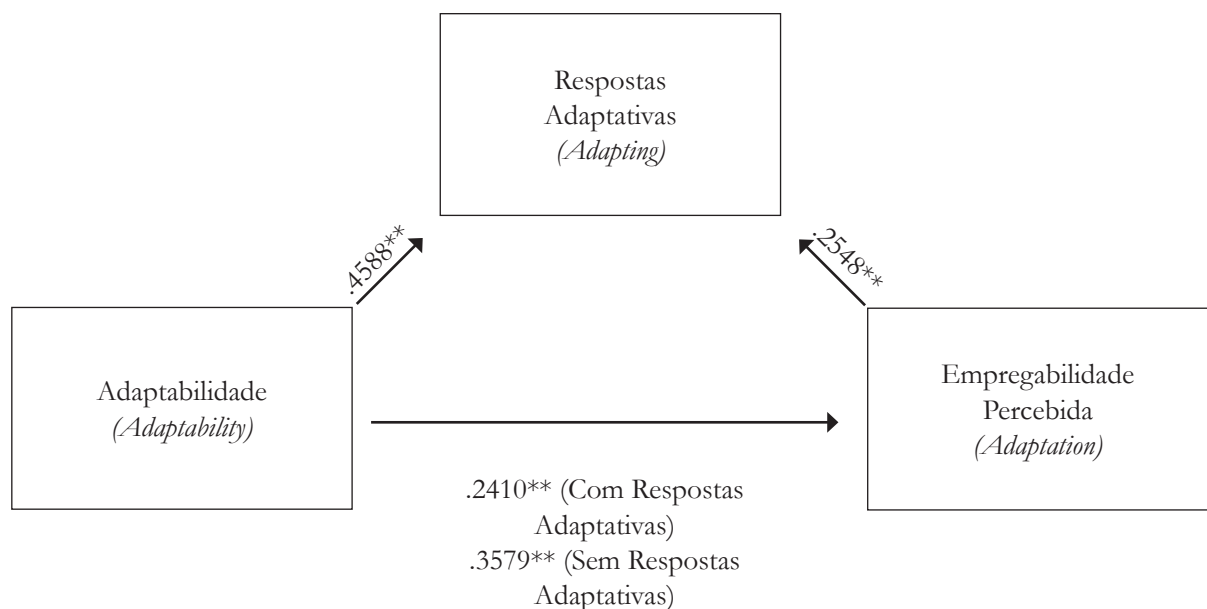 Respostas
Adaptativas
(Adapting)
.4588**
.2548**
Adaptabilidade
(Adaptability)
Empregabilidade
Percebida
(Adaptation)
.2410** (Com Respostas
Adaptativas)
.3579** (Sem Respostas
Adaptativas)